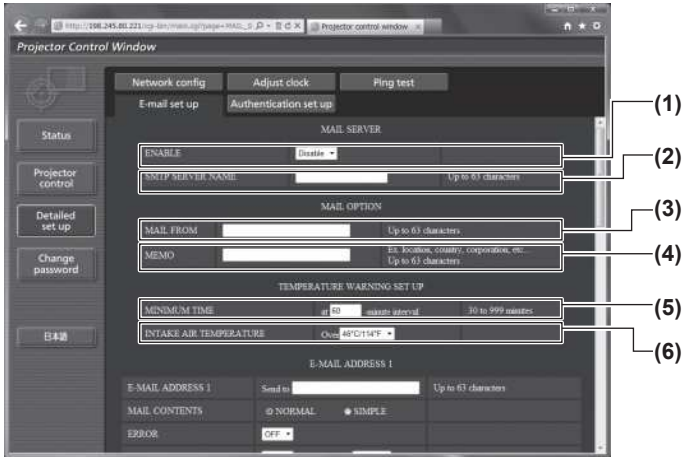 Projector control window
Projector Control Window
Network config
Adjust clock
Ping test
E-mail set up
Authentication set up
Status
Projector control
Detailed set up
Change password
日本語
MAIL SERVER
ENABLE
Disable
(1)
SMTP SERVER NAME
Up to 63 characters
(2)
MAIL OPTION
MAIL FROM
Up to 63 characters
(3)
MEMO
Ex. location, country, corporation, etc...
Up to 63 characters
(4)
TEMPERATURE WARNING SET UP
MINIMUM TIME
at 60 minute interval
30 to 999 minutes
(5)
INTAKE AIR TEMPERATURE
Over 46°C/114°F
(6)
E-MAIL ADDRESS 1
E-MAIL ADDRESS 1
Send to
Up to 63 characters
MAIL CONTENTS
NORMAL
SIMPLE
ERROR
OFF